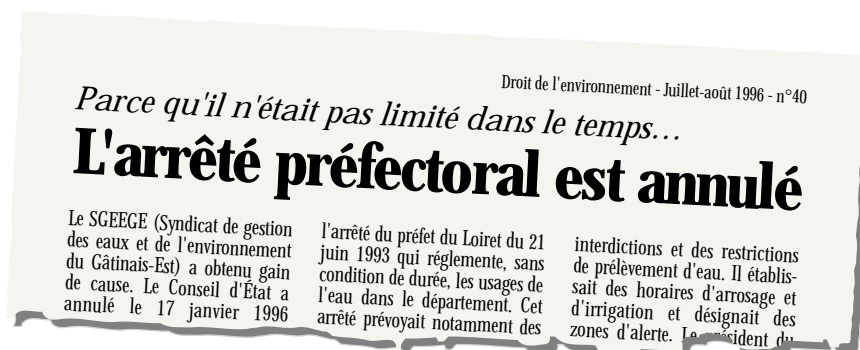 Droit de l'environnement - Juillet-août 1996 - n°40
Parce qu'il n'était pas limité dans le temps...
L'arrêté préfectoral est annulé
Le SGEEGE (Syndicat de gestion
des eaux et de l'environnement
du Gâtinais-Est) a obtenu gain
de cause. Le Conseil d'État a
annulé le 17 janvier 1996
l'arrêté du préfet du Loiret du 21
juin 1993 qui réglemente, sans
condition de durée, les usages de
l'eau dans le département. Cet
arrêté prévoyait notamment des
interdictions et des restrictions
de prélèvement d'eau. Il établis-
sait des horaires d'arrosage et
d'irrigation et désignait des
zones d'alerte. Le président du